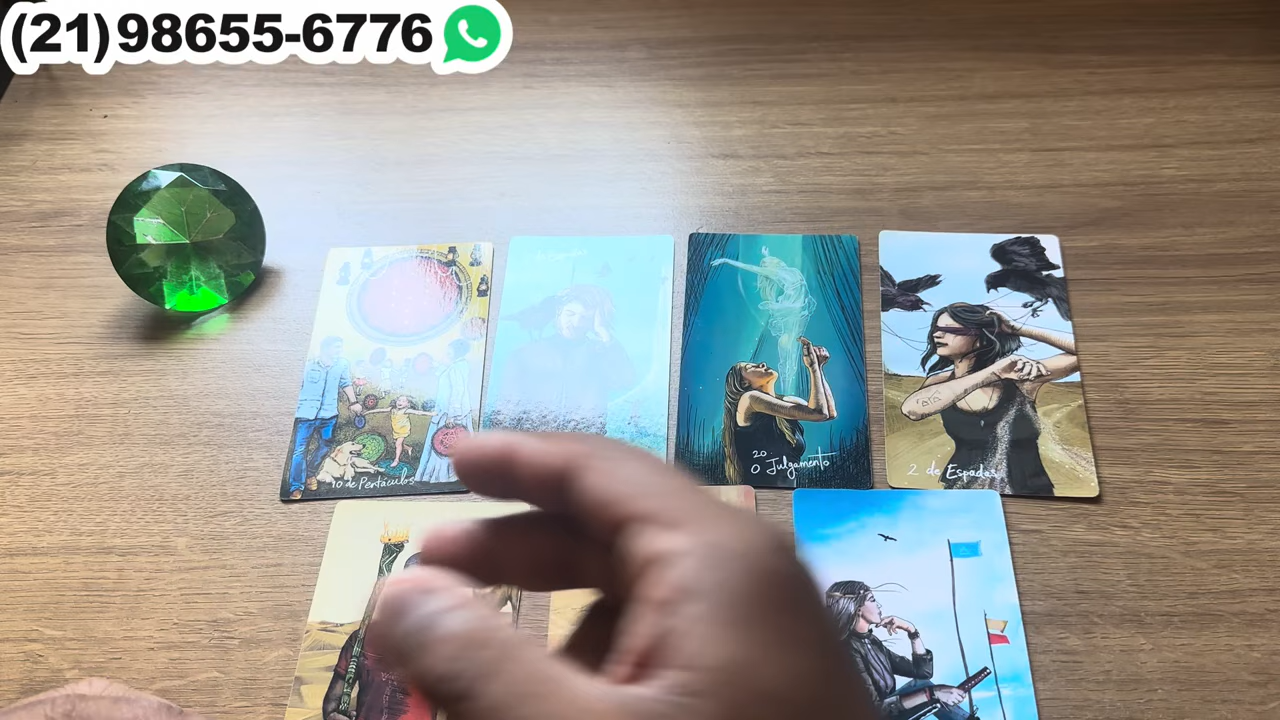 (21)98655-6776
10 de Pentáculos
20
O Julgamento
2 de Espadas